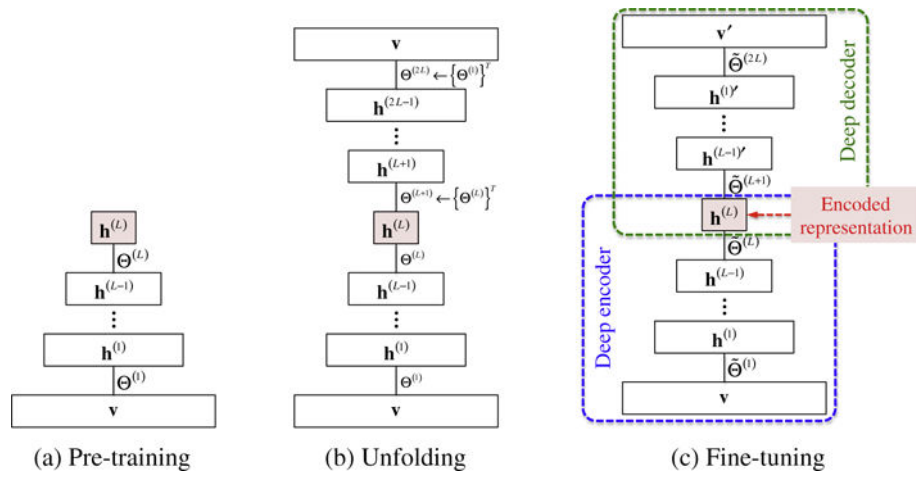 h^(L)
Θ^(L)
h^(L−1)
⋮
h^(1)
Θ^(1)
v
(a) Pre-training
v
Θ^(2L) ← {Θ^(1)}^T
h^(2L−1)
⋮
h^(L+1)
Θ^(L+1) ← {Θ^(L)}^T
h^(L)
Θ^(L)
h^(L−1)
⋮
h^(1)
Θ^(1)
v
(b) Unfolding
v′
Θ̃^(2L)
h^(1)′
⋮
h^(L−1)′
Θ̃^(L+1)
h^(L)
Θ̃^(L)
h^(L−1)
⋮
h^(1)
Θ̃^(1)
v
Deep decoder
Encoded
representation
Deep encoder
(c) Fine-tuning